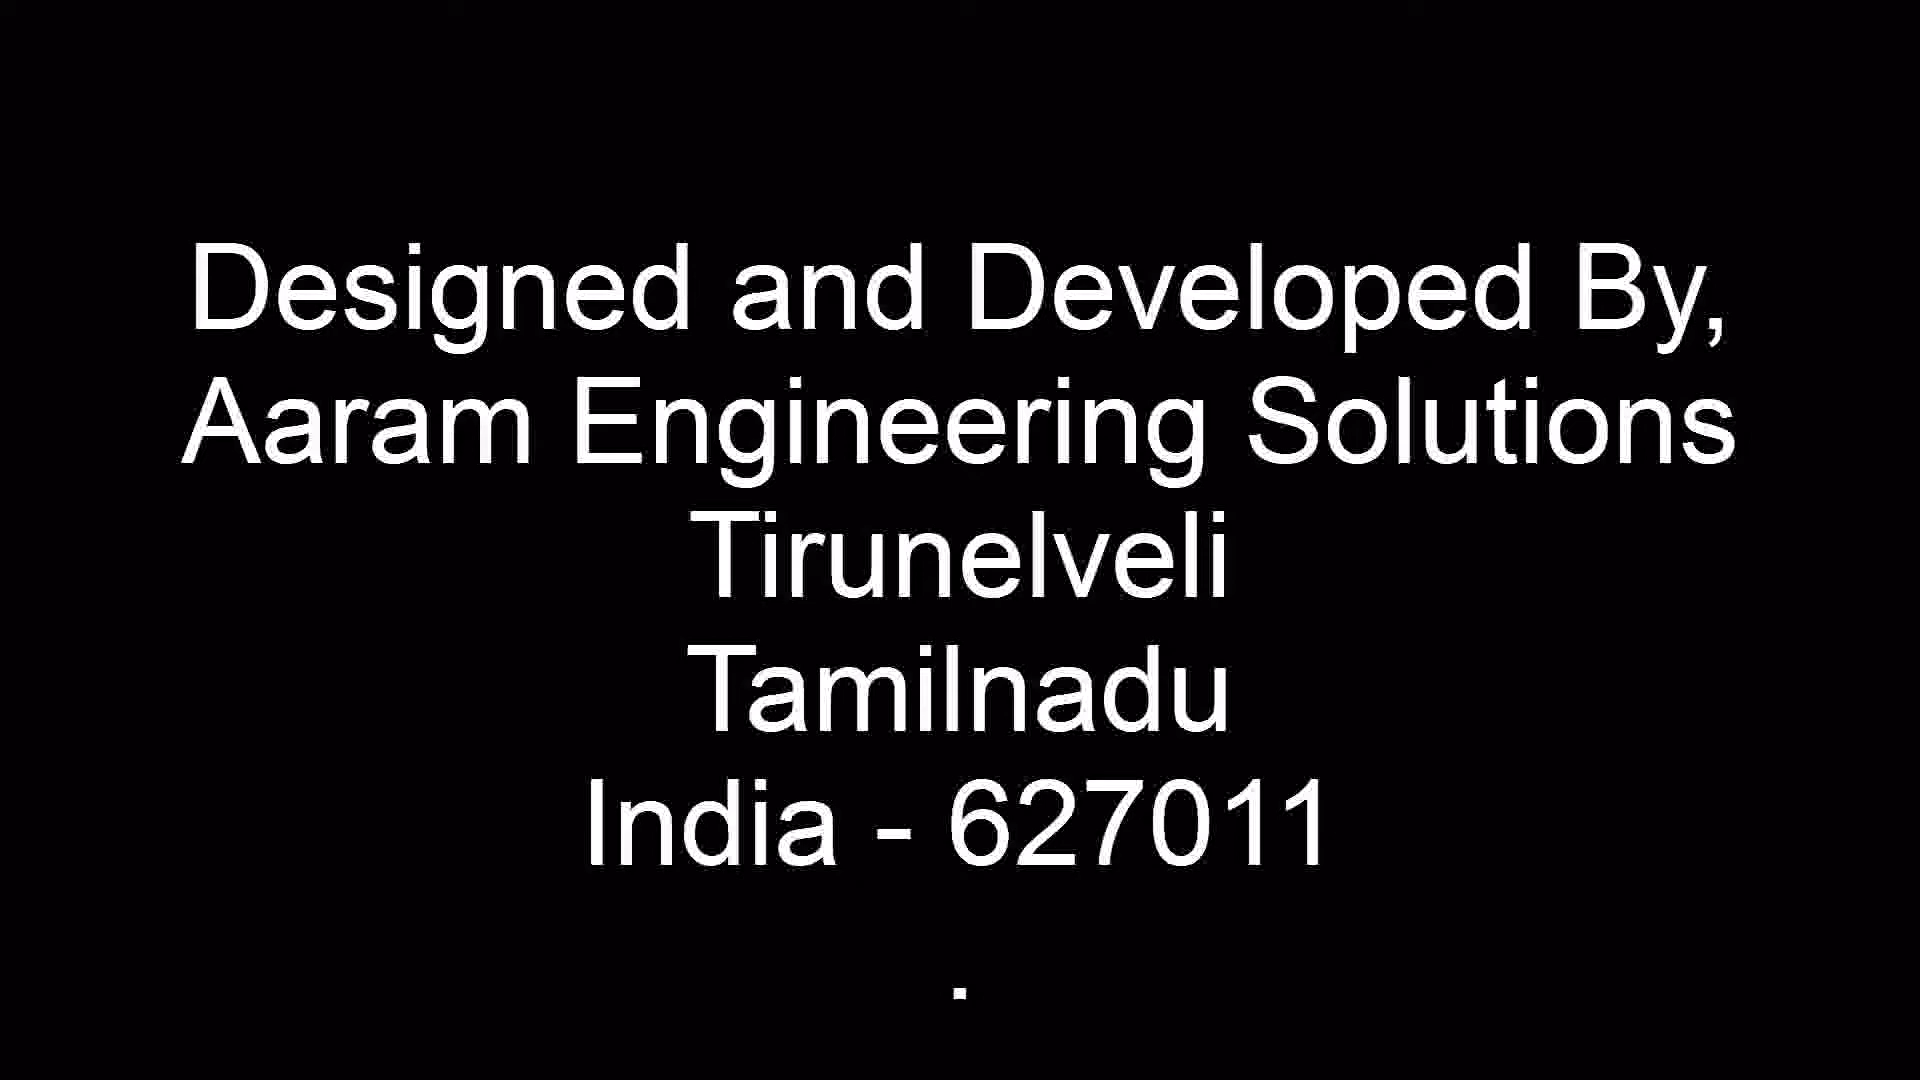 Designed and Developed By,
Aaram Engineering Solutions
Tirunelveli
Tamilnadu
India - 627011
.